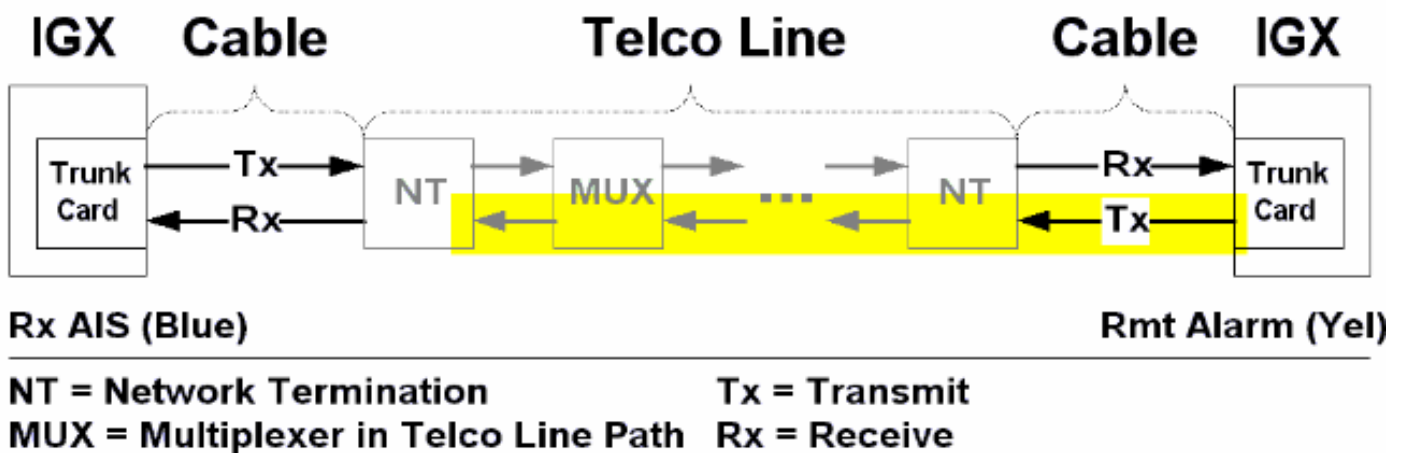 IGX Cable Telco Line Cable IGX
Trunk Card Tx NT MUX ... NT Rx Trunk Card
Rx Tx
Rx AIS (Blue) Rmt Alarm (Yel)
NT = Network Termination Tx = Transmit
MUX = Multiplexer in Telco Line Path Rx = Receive